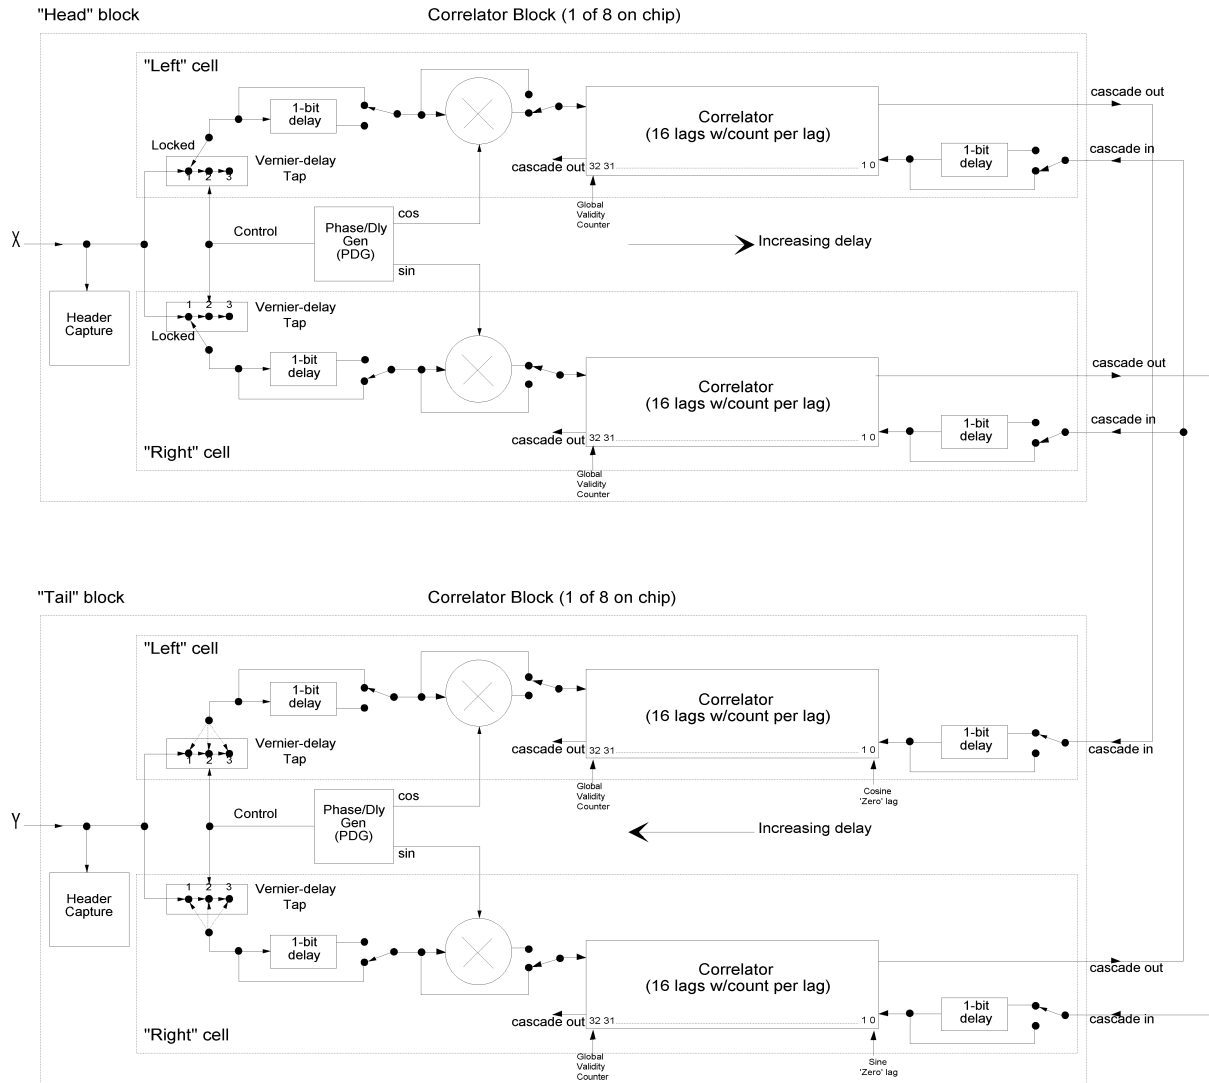 "Head" block
Correlator Block (1 of 8 on chip)
"Left" cell
1-bit
delay
Locked
Vernier-delay
Tap
1 2 3
Correlator
(16 lags w/count per lag)
cascade out
32 31
1 0
Global
Validity
Counter
1-bit
delay
cascade out
cascade in
X
Control
Phase/Dly
Gen
(PDG)
cos
sin
Increasing delay
Header
Capture
1 2 3
Vernier-delay
Tap
Locked
1-bit
delay
Correlator
(16 lags w/count per lag)
cascade out
32 31
1 0
Global
Validity
Counter
1-bit
delay
cascade out
cascade in
"Right" cell
"Tail" block
Correlator Block (1 of 8 on chip)
"Left" cell
1-bit
delay
Vernier-delay
Tap
1 2 3
Correlator
(16 lags w/count per lag)
cascade out
32 31
1 0
Global
Validity
Counter
Cosine
'Zero' lag
1-bit
delay
cascade in
Y
Control
Phase/Dly
Gen
(PDG)
cos
sin
Increasing delay
Header
Capture
1 2 3
Vernier-delay
Tap
1-bit
delay
Correlator
(16 lags w/count per lag)
cascade out
32 31
1 0
Global
Validity
Counter
Sine
'Zero' lag
1-bit
delay
cascade out
cascade in
"Right" cell